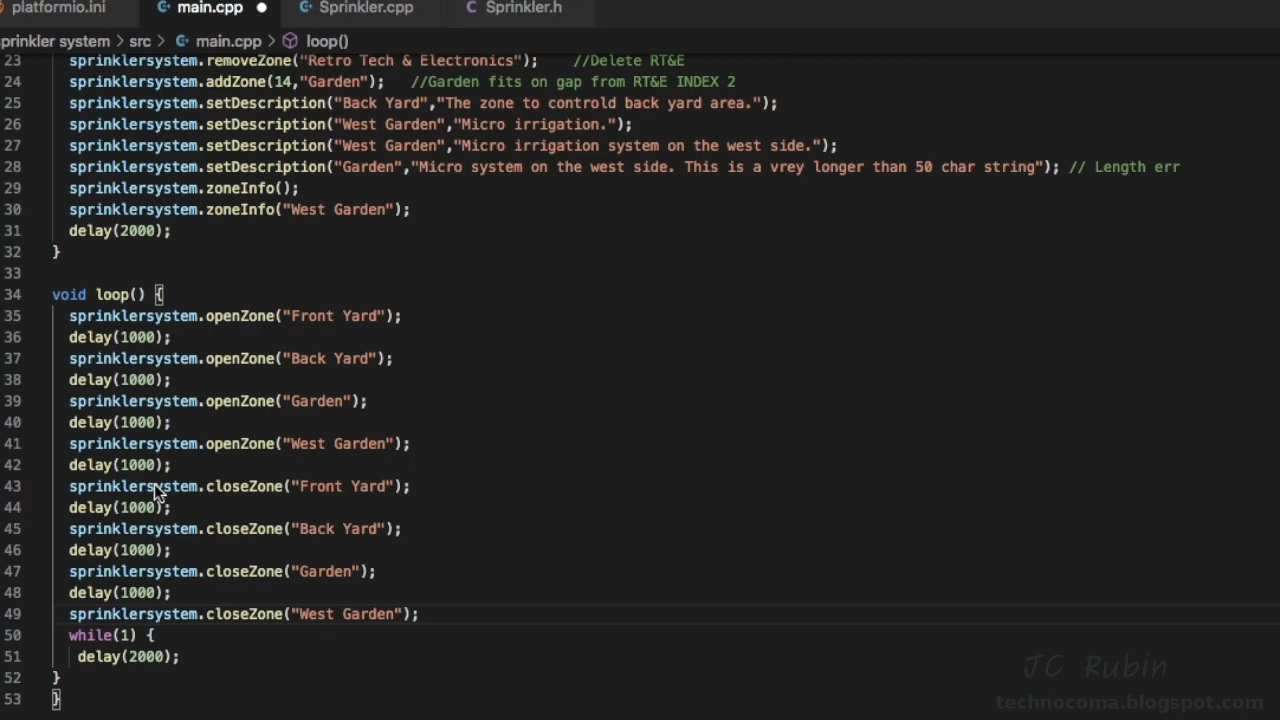 platformio.ini main.cpp Sprinkler.cpp Sprinkler.h
prinkler system > src > main.cpp > loop()
23 sprinklersystem.removeZone("Retro Tech & Electronics"); //Delete RT&E
24 sprinklersystem.addZone(14,"Garden"); //Garden fits on gap from RT&E INDEX 2
25 sprinklersystem.setDescription("Back Yard","The zone to controld back yard area.");
26 sprinklersystem.setDescription("West Garden","Micro irrigation.");
27 sprinklersystem.setDescription("West Garden","Micro irrigation system on the west side.");
28 sprinklersystem.setDescription("Garden","Micro system on the west side. This is a vrey longer than 50 char string"); // Length err
29 sprinklersystem.zoneInfo();
30 sprinklersystem.zoneInfo("West Garden");
31 delay(2000);
32 }
33
34 void loop() {
35 sprinklersystem.openZone("Front Yard");
36 delay(1000);
37 sprinklersystem.openZone("Back Yard");
38 delay(1000);
39 sprinklersystem.openZone("Garden");
40 delay(1000);
41 sprinklersystem.openZone("West Garden");
42 delay(1000);
43 sprinklersystem.closeZone("Front Yard");
44 delay(1000);
45 sprinklersystem.closeZone("Back Yard");
46 delay(1000);
47 sprinklersystem.closeZone("Garden");
48 delay(1000);
49 sprinklersystem.closeZone("West Garden");
50 while(1) {
51 delay(2000);
52 }
53 }
JC Rubin
technocoma.blogspot.com